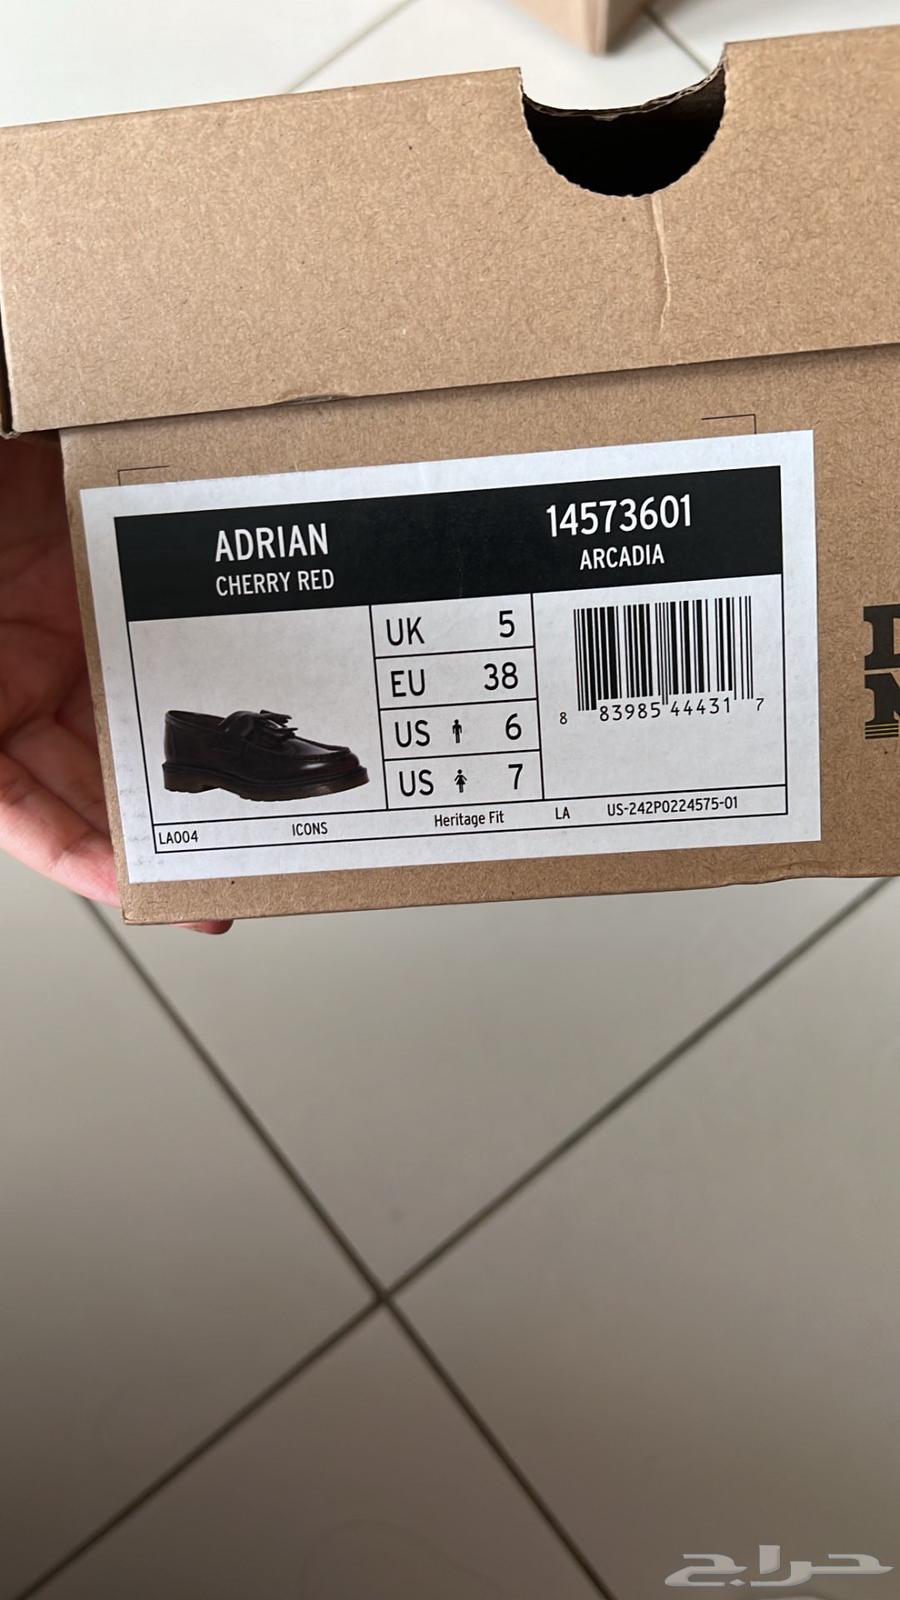 ADRIAN
CHERRY RED
14573601
ARCADIA
UK 5
EU 38
US 6
US 7
8 83985 44431 7
LA004 ICONS Heritage Fit LA US-242P0224575-01
حراج